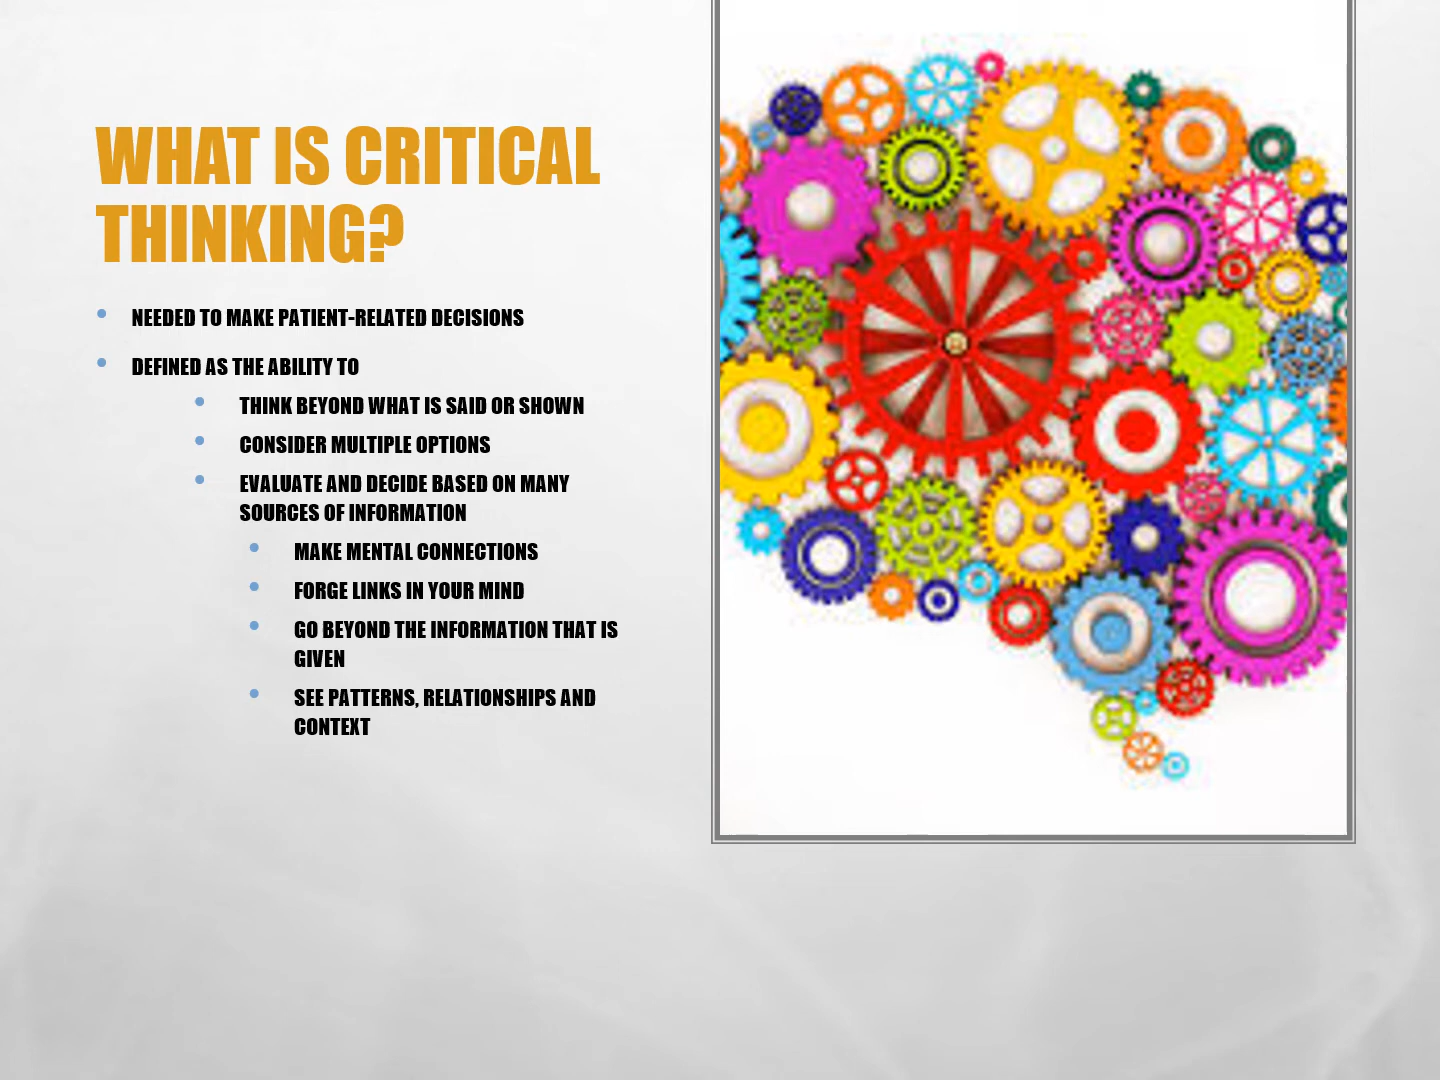 WHAT IS CRITICAL
THINKING?
• NEEDED TO MAKE PATIENT-RELATED DECISIONS
• DEFINED AS THE ABILITY TO
• THINK BEYOND WHAT IS SAID OR SHOWN
• CONSIDER MULTIPLE OPTIONS
• EVALUATE AND DECIDE BASED ON MANY
SOURCES OF INFORMATION
• MAKE MENTAL CONNECTIONS
• FORGE LINKS IN YOUR MIND
• GO BEYOND THE INFORMATION THAT IS
GIVEN
• SEE PATTERNS, RELATIONSHIPS AND
CONTEXT